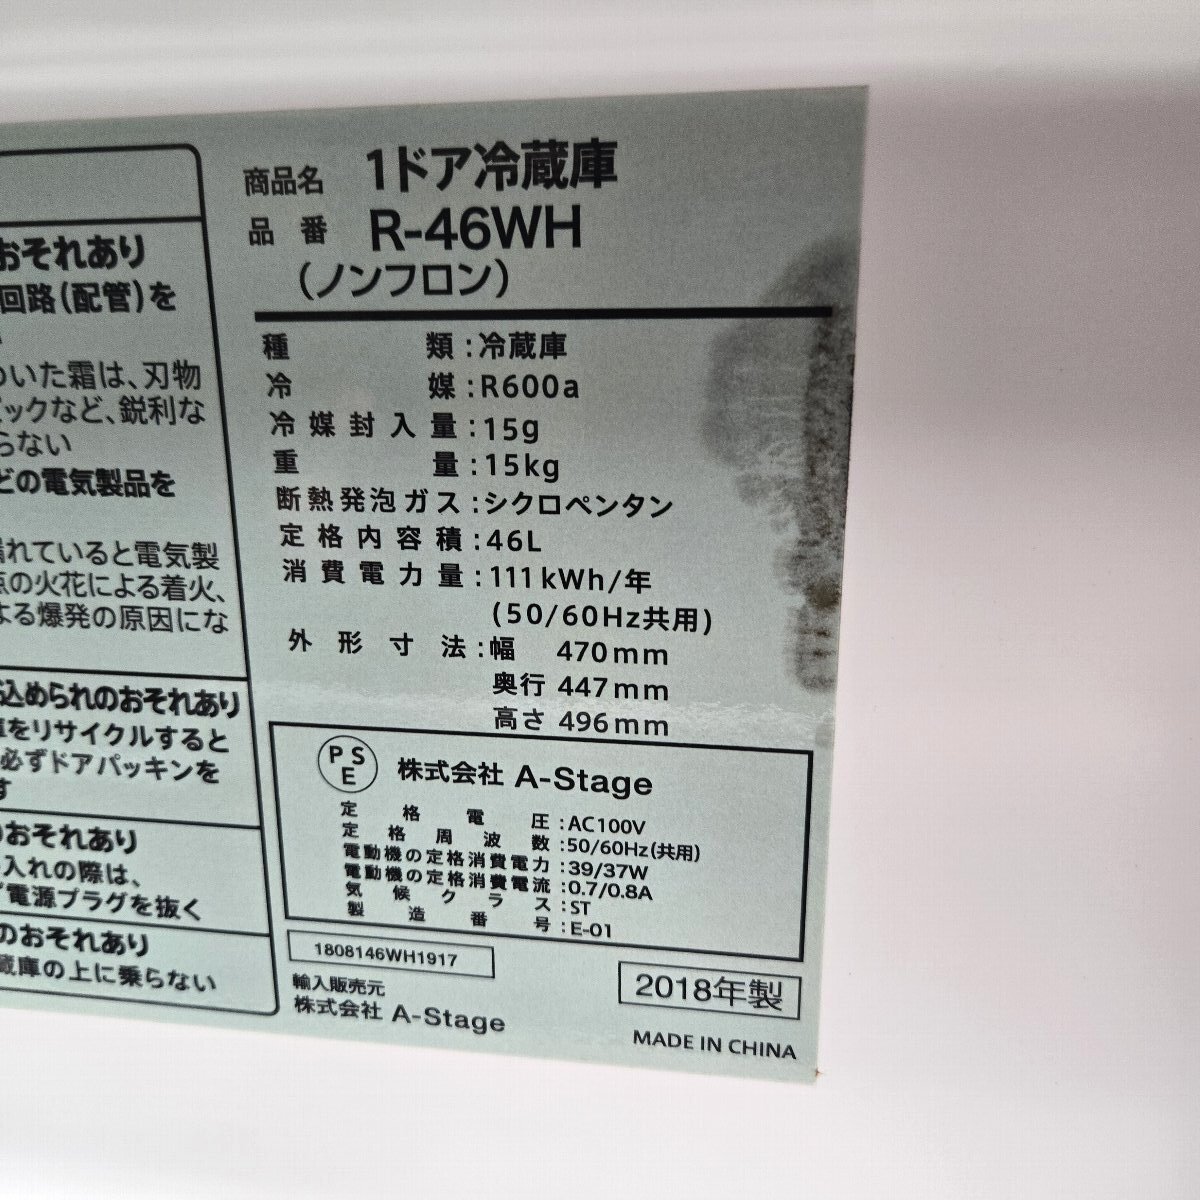 おそれあり
回路(配管)を
ついた霜は、刃物
ピックなど、鋭利な
らない
どの電気製品を
漏れていると電気製
点の火花による着火、
よる爆発の原因にな
込められのおそれあり
庫をリサイクルすると
必ずドアパッキンを
す
のおそれあり
入れの際は、
ず電源プラグを抜く
のおそれあり
蔵庫の上に乗らない
商品名 1ドア冷蔵庫
品番 R-46WH
(ノンフロン)
種類:冷蔵庫
冷媒:R600a
冷媒封入量:15g
重量:15kg
断熱発泡ガス:シクロペンタン
定格内容積:46L
消費電力量:111kWh/年
(50/60Hz共用)
外形寸法:幅 470mm
奥行 447mm
高さ 496mm
PSE 株式会社 A-Stage
定格電圧:AC100V
定格周波数:50/60Hz(共用)
電動機の定格消費電力:39/37W
電動機の定格消費電流:0.7/0.8A
気候クラス:ST
製造番号:E-01
1808146WH1917
輸入販売元
株式会社 A-Stage
2018年製
MADE IN CHINA